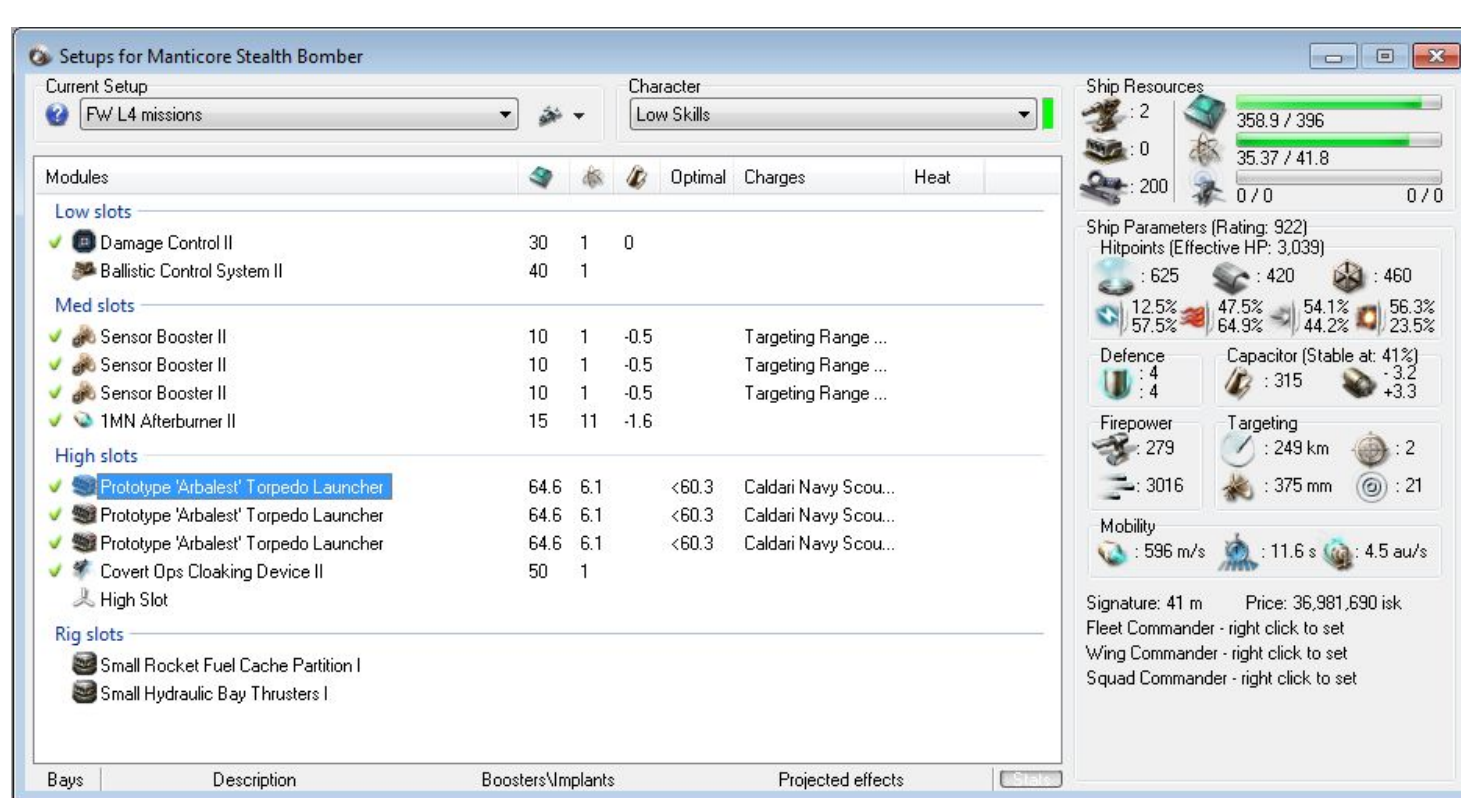 Setups for Manticore Stealth Bomber
Current Setup
FW L4 missions
Character
Low Skills
Modules Optimal Charges Heat
Low slots
Damage Control II 30 1 0
Ballistic Control System II 40 1
Med slots
Sensor Booster II 10 1 -0.5 Targeting Range ...
Sensor Booster II 10 1 -0.5 Targeting Range ...
Sensor Booster II 10 1 -0.5 Targeting Range ...
1MN Afterburner II 15 11 -1.6
High slots
Prototype 'Arbalest' Torpedo Launcher 64.6 6.1 <60.3 Caldari Navy Scou...
Prototype 'Arbalest' Torpedo Launcher 64.6 6.1 <60.3 Caldari Navy Scou...
Prototype 'Arbalest' Torpedo Launcher 64.6 6.1 <60.3 Caldari Navy Scou...
Covert Ops Cloaking Device II 50 1
High Slot
Rig slots
Small Rocket Fuel Cache Partition I
Small Hydraulic Bay Thrusters I
Bays Description Boosters\Implants Projected effects Stats
Ship Resources
: 2 358.9 / 396
: 0 35.37 / 41.8
: 200 0 / 0 0 / 0
Ship Parameters (Rating: 922)
Hitpoints (Effective HP: 3,039)
: 625 : 420 : 460
12.5% 47.5% 54.1% 56.3%
57.5% 64.9% 44.2% 23.5%
Defence
: 4
: 4
Capacitor (Stable at: 41%)
: 315 - 3.2
+3.3
Firepower
: 279
: 3016
Targeting
: 249 km : 2
: 375 mm : 21
Mobility
: 596 m/s : 11.6 s : 4.5 au/s
Signature: 41 m Price: 36,981,690 isk
Fleet Commander - right click to set
Wing Commander - right click to set
Squad Commander - right click to set